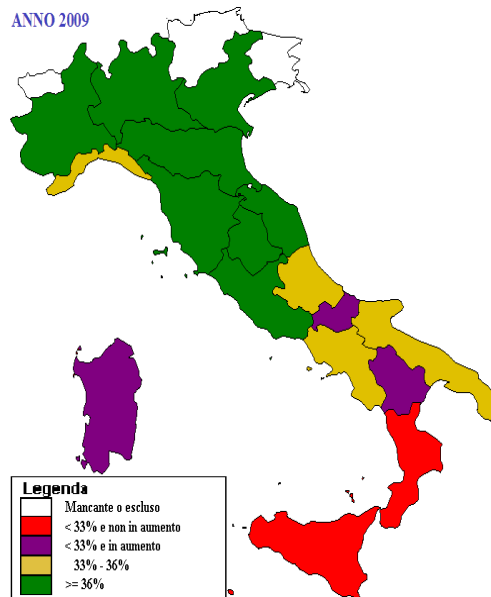 ANNO 2009
Legenda
Mancante o escluso
< 33% e non in aumento
< 33% e in aumento
33% - 36%
>= 36%